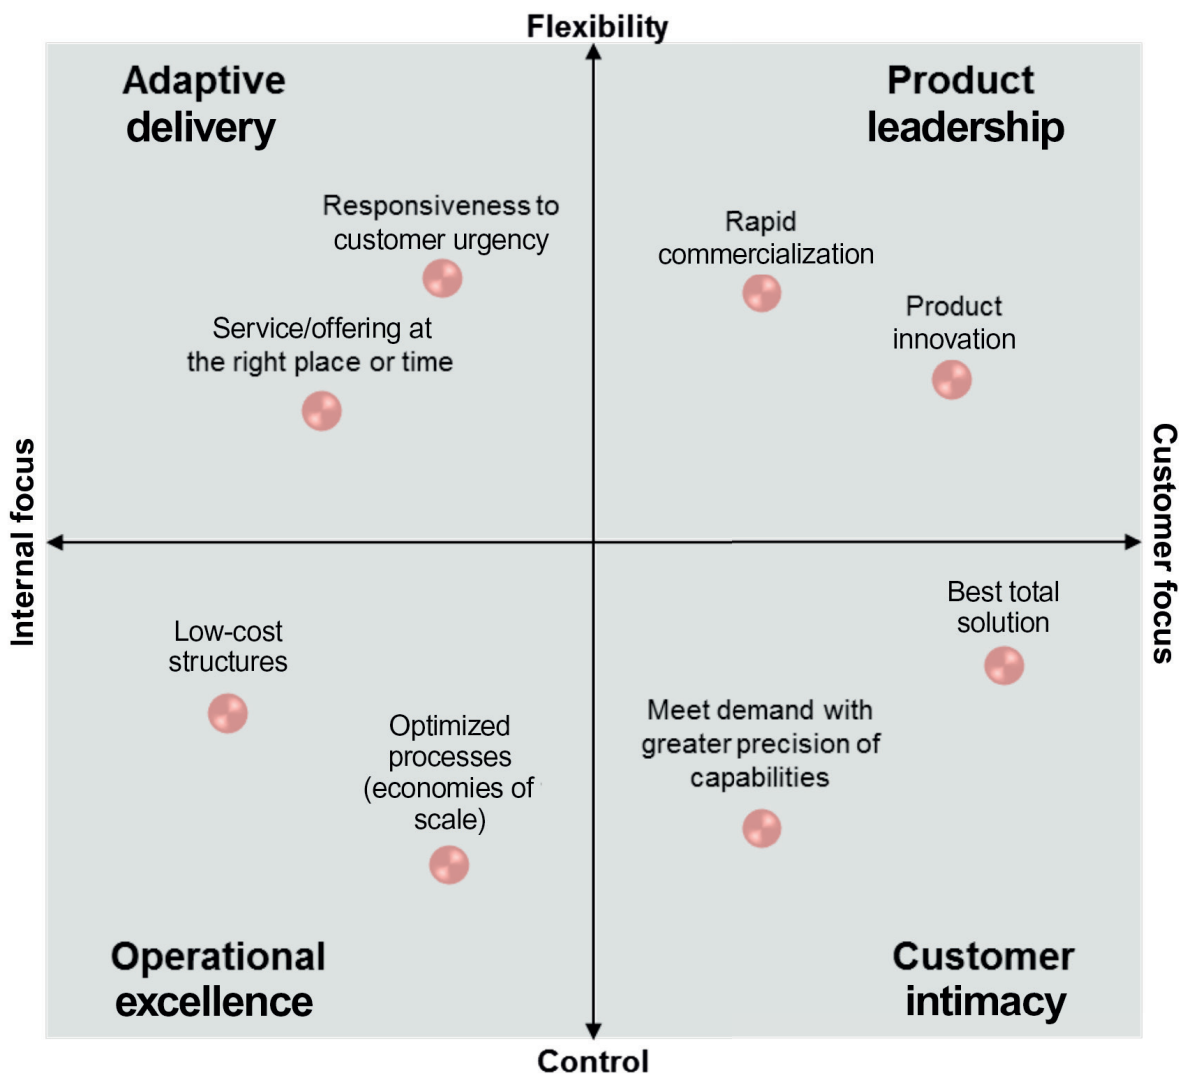 Flexibility
Adaptive
delivery
Product
leadership
Responsiveness to
customer urgency
Rapid
commercialization
Service/offering at
the right place or time
Product
innovation
Internal focus
Customer focus
Low-cost
structures
Best total
solution
Optimized
processes
(economies of
scale)
Meet demand with
greater precision of
capabilities
Operational
excellence
Customer
intimacy
Control